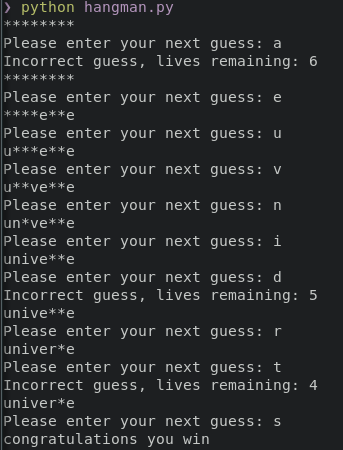 ❯ python hangman.py
********
Please enter your next guess: a
Incorrect guess, lives remaining: 6
********
Please enter your next guess: e
****e**e
Please enter your next guess: u
u***e**e
Please enter your next guess: v
u**ve**e
Please enter your next guess: n
un*ve**e
Please enter your next guess: i
unive**e
Please enter your next guess: d
Incorrect guess, lives remaining: 5
unive**e
Please enter your next guess: r
univer*e
Please enter your next guess: t
Incorrect guess, lives remaining: 4
univer*e
Please enter your next guess: s
congratulations you win